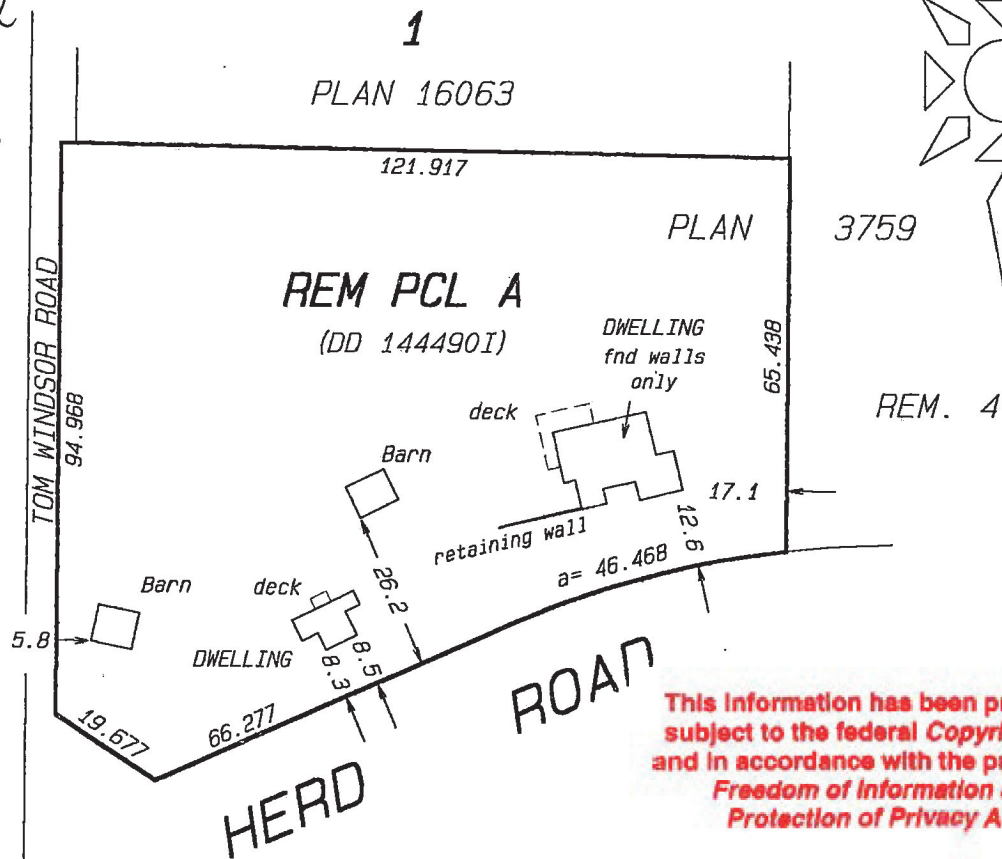 1
PLAN 16063
121.917
PLAN 3759
REM PCL A
(DD 144490I)
DWELLING
fnd walls
only
65.438
TOM WINDSOR ROAD
94.968
REM. 4
deck
Barn
17.1
12.6
retaining wall
a= 46.468
26.2
Barn
deck
5.8
DWELLING
8.5
8.3
19.677
66.277
HERD ROAD
This information has been
subject to the federal
and in accordance with the
Freedom of Information
Protection of Privacy